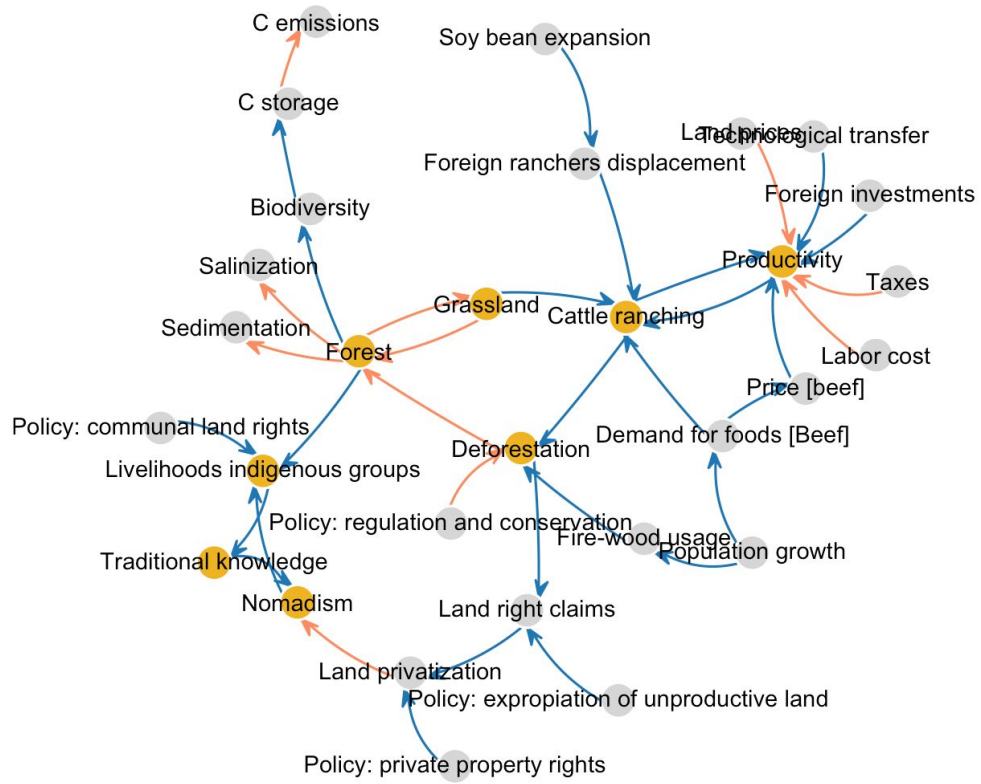 C emissions
Soy bean expansion
C storage
Land prices
Technological transfer
Foreign ranchers displacement
Foreign investments
Biodiversity
Productivity
Salinization
Taxes
Grassland
Cattle ranching
Sedimentation
Forest
Labor cost
Price [beef]
Policy: communal land rights
Demand for foods [Beef]
Deforestation
Livelihoods indigenous groups
Policy: regulation and conservation
Fire-wood usage
Population growth
Traditional knowledge
Nomadism
Land right claims
Land privatization
Policy: expropiation of unproductive land
Policy: private property rights